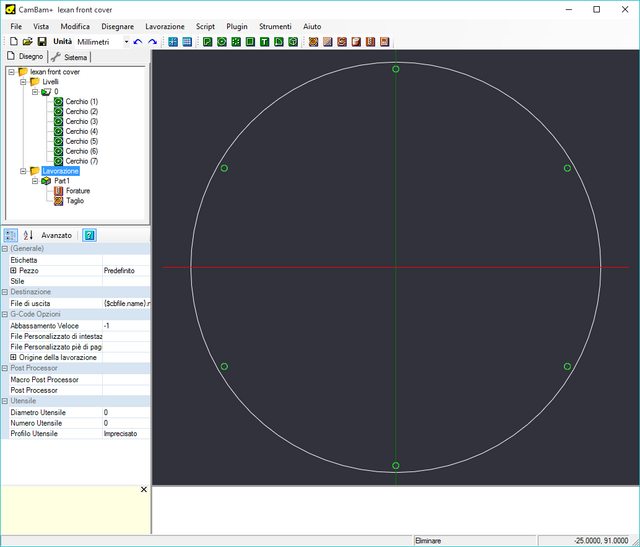 CamBam+ lexan front cover
File Vista Modifica Disegnare Lavorazione Script Plugin Strumenti Aiuto
Unità Millimetri
Disegno Sistema
lexan front cover
Livelli
0
Cerchio (1)
Cerchio (2)
Cerchio (3)
Cerchio (4)
Cerchio (5)
Cerchio (6)
Cerchio (7)
Lavorazione
Part1
Forature
Taglio
Avanzato
(Generale)
Etichetta
Pezzo Predefinito
Stile
Destinazione
File di uscita {$cbfile.name}.n
G-Code Opzioni
Abbassamento Veloce -1
File Personalizzato di intestaz
File Personalizzato piè di pag
Origine della lavorazione
Post Processor
Macro Post Processor
Post Processor
Utensile
Diametro Utensile 0
Numero Utensile 0
Profilo Utensile Imprecisato
Eliminare -25.0000, 91.0000